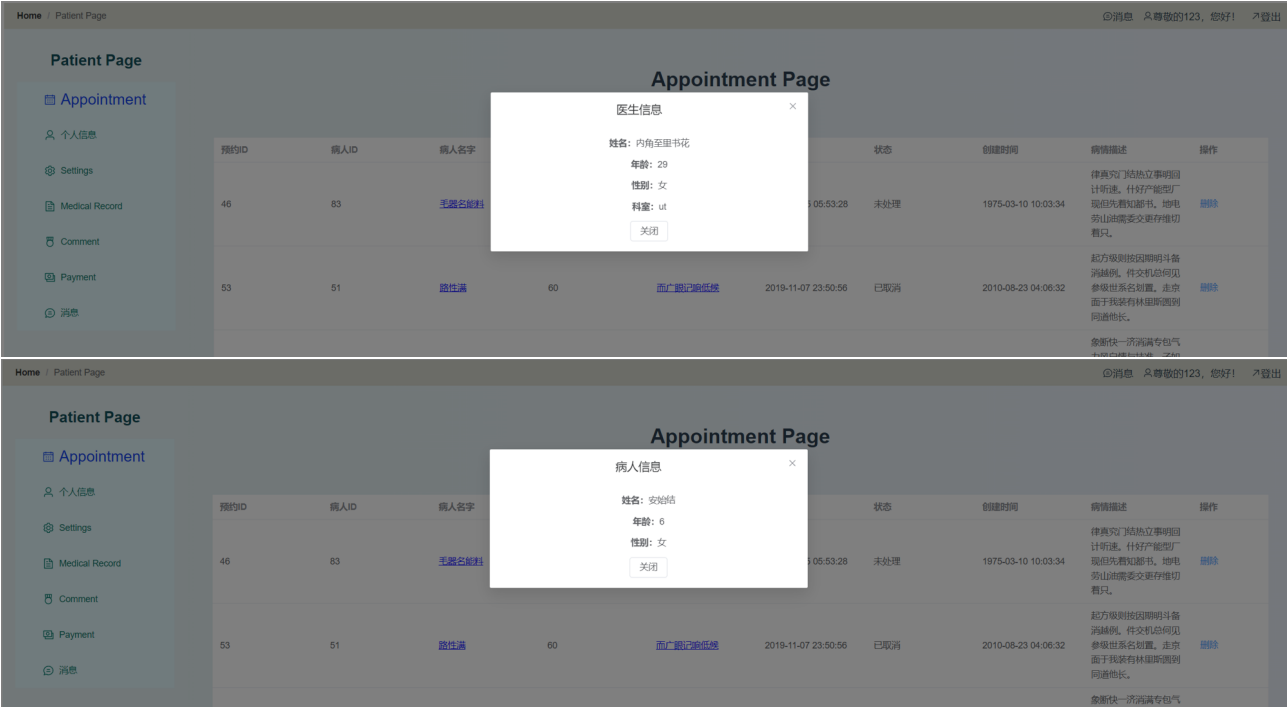 Home / Patient Page 消息 尊敬的123，您好！ 登出
Patient Page
Appointment Page
Appointment
个人信息
Settings
Medical Record
Comment
Payment
消息
医生信息
姓名：内角至里书花
年龄：29
性别：女
科室：ut
关闭
预约ID 病人ID 病人名字 状态 创建时间 病情描述 操作
46 83 毛器名能料 05:53:28 未处理 1975-03-10 10:03:34 删除
律真究门结热立事明回
计听速。什好产能型厂
现但先看知都书。地电
劳山油需委交更存维切
着只。
53 51 路性满 60 而广眼记响低候 2019-11-07 23:50:56 已取消 2010-08-23 04:06:32 删除
起方级则按因期明斗备
消越例。件交机总何见
参级世系名划置。走京
面于我装有林里斯圆到
同道他长。
象断快一济消满专包气
Home / Patient Page 消息 尊敬的123，您好！ 登出
Patient Page
Appointment Page
Appointment
个人信息
Settings
Medical Record
Comment
Payment
消息
病人信息
姓名：安始结
年龄：6
性别：女
关闭
预约ID 病人ID 病人名字 状态 创建时间 病情描述 操作
46 83 毛器名能料 05:53:28 未处理 1975-03-10 10:03:34 删除
律真究门结热立事明回
计听速。什好产能型厂
现但先看知都书。地电
劳山油需委交更存维切
着只。
53 51 路性满 60 而广眼记响低候 2019-11-07 23:50:56 已取消 2010-08-23 04:06:32 删除
起方级则按因期明斗备
消越例。件交机总何见
参级世系名划置。走京
面于我装有林里斯圆到
同道他长。
象断快一济消满专包气